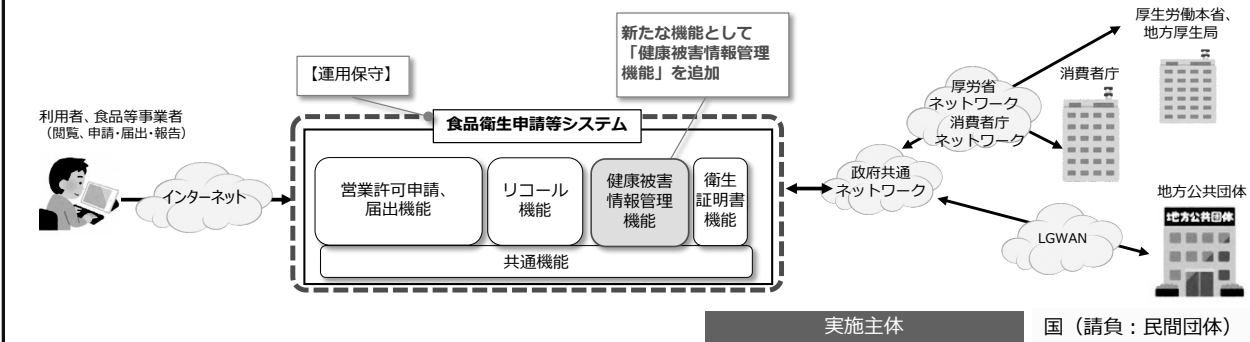 新たな機能として
「健康被害情報管理
機能」を追加
【運用保守】
厚生労働本省、
地方厚生局
消費者庁
厚労省
ネットワーク
消費者庁
ネットワーク
利用者、食品等事業者
（閲覧、申請・届出・報告）
食品衛生申請等システム
インターネット
営業許可申請、
届出機能
リコール
機能
健康被害
情報管理
機能
衛生
証明書
機能
共通機能
政府共通
ネットワーク
地方公共団体
地方公共団体
LGWAN
実施主体
国（請負：民間団体）